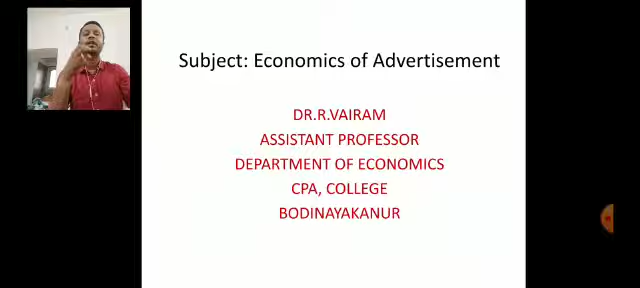 Subject: Economics of Advertisement
DR.R.VAIRAM
ASSISTANT PROFESSOR
DEPARTMENT OF ECONOMICS
CPA, COLLEGE
BODINAYAKANUR